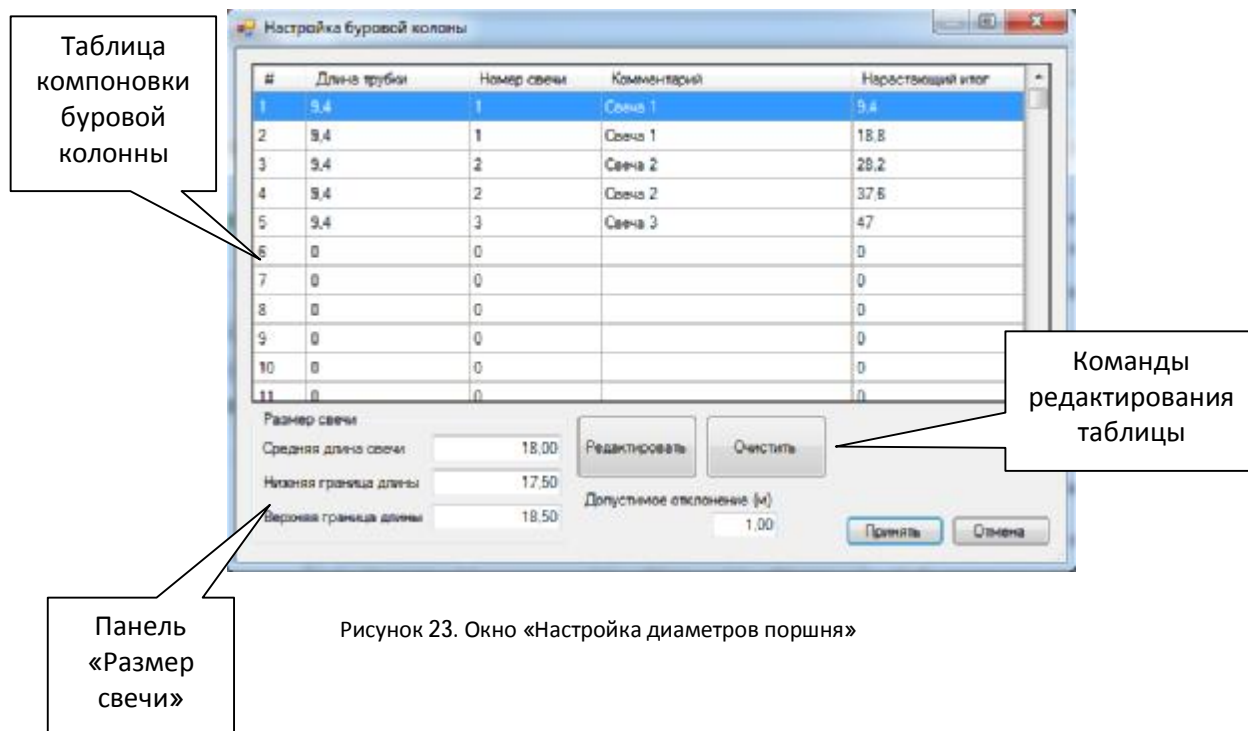 Таблица
компоновки
буровой
колонны
Настройка буровой колоны
# Длина трубки Номер свечи Комментарий Нарастающий итог
1 9,4 1 Свеча 1 9,4
2 9,4 1 Свеча 1 18,8
3 9,4 2 Свеча 2 28,2
4 9,4 2 Свеча 2 37,6
5 9,4 3 Свеча 3 47
6 0 0 0
7 0 0 0
8 0 0 0
9 0 0 0
10 0 0 0
11 0 0 0
Команды
редактирования
таблицы
Размер свечи
Средняя длина свечи 18,00
Нижняя граница длины 17,50
Верхняя граница длины 18,50
Редактировать Очистить
Допустимое отклонение (м)
1,00
Принять Отмена
Панель
«Размер
свечи»
Рисунок 23. Окно «Настройка диаметров поршня»